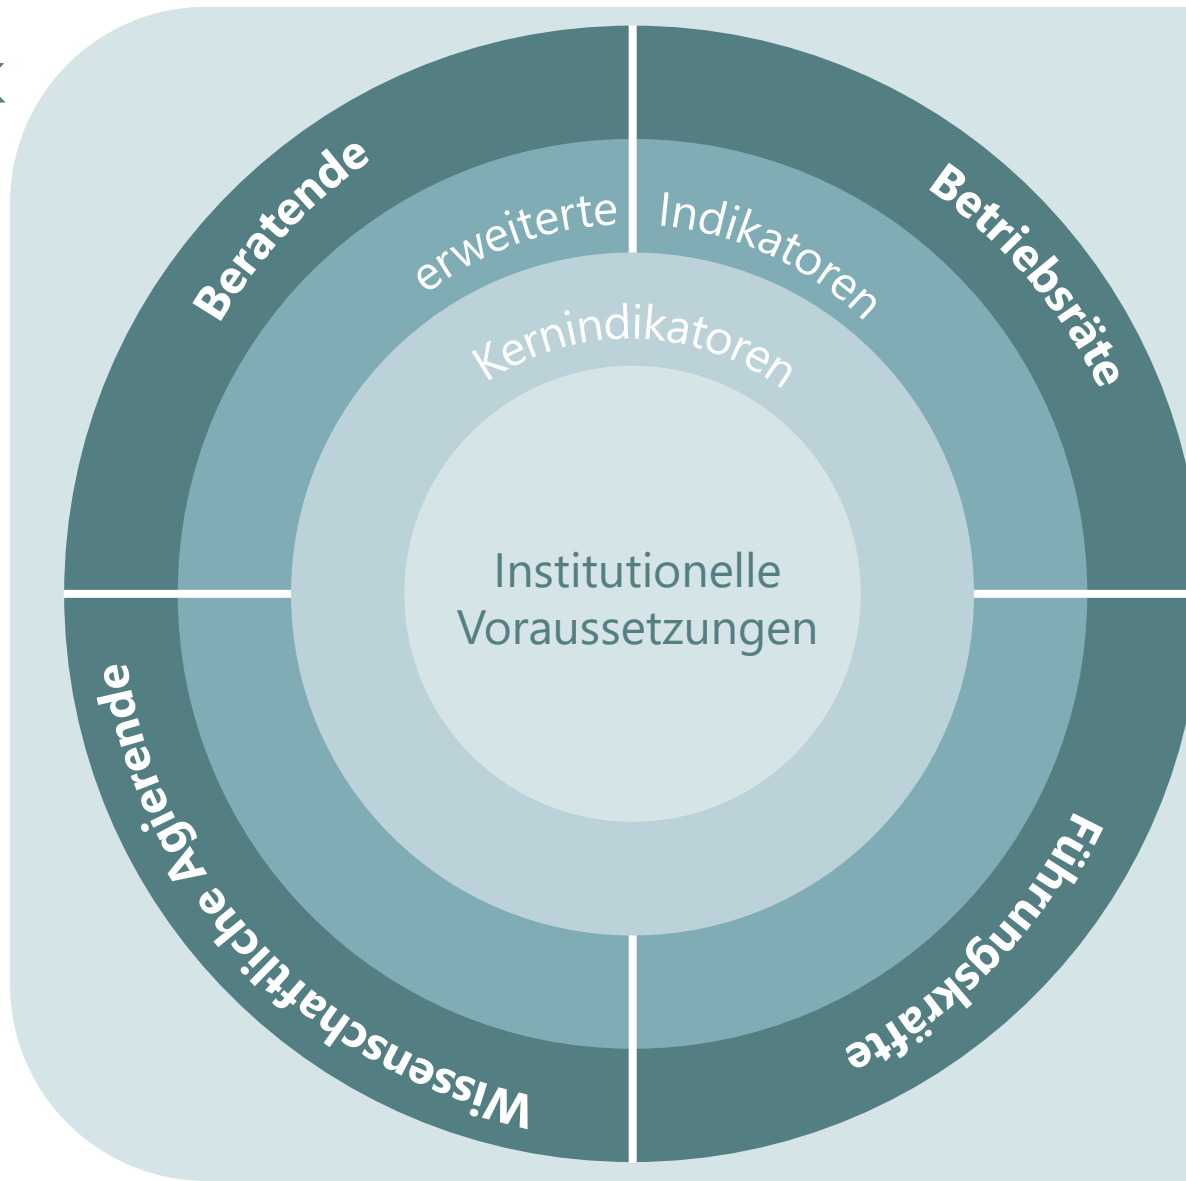 Beratende
Betriebsräte
erweiterte Indikatoren
Kernindikatoren
Institutionelle
Voraussetzungen
Wissenschaftliche Agierende
Führungskräfte